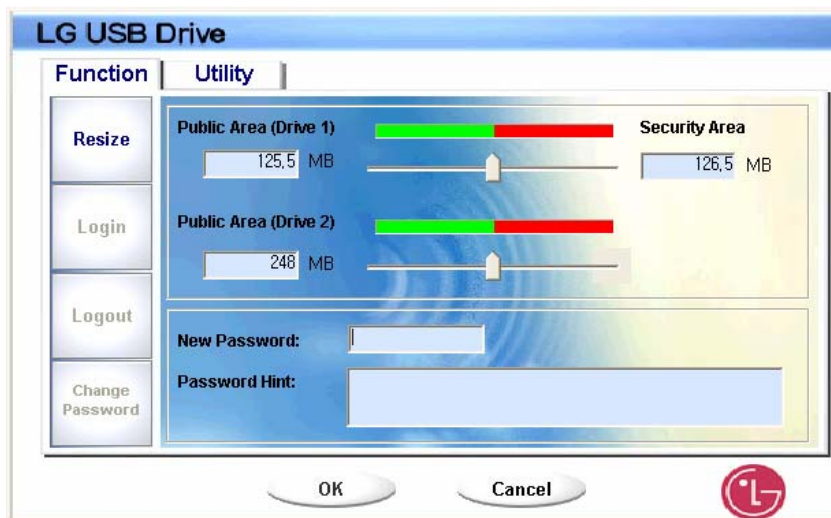 LG USB Drive
Function
Utility
Resize
Login
Logout
Change
Password
Public Area (Drive 1)
125,5 MB
Security Area
126,5 MB
Public Area (Drive 2)
248 MB
New Password:
Password Hint:
OK
Cancel
LG